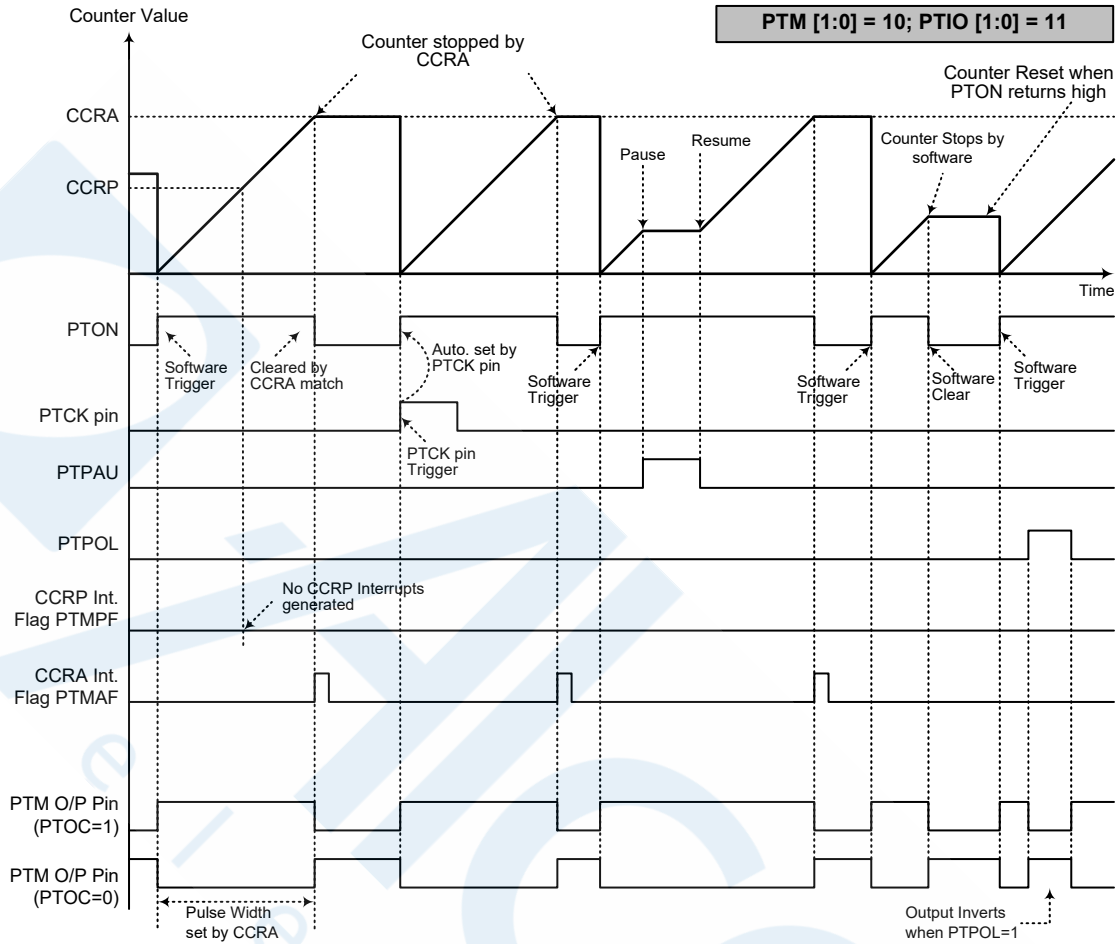 Counter Value
PTM [1:0] = 10; PTIO [1:0] = 11
Counter stopped by
CCRA
Counter Reset when
PTON returns high
CCRA
Pause
Resume
Counter Stops by
software
CCRP
Time
PTON
Software
Trigger
Cleared by
CCRA match
Auto. set by
PTCK pin
Software
Trigger
Software
Trigger
Software
Clear
Software
Trigger
PTCK pin
PTCK pin
Trigger
PTPAU
PTPOL
CCRP Int.
Flag PTMPF
No CCRP Interrupts
generated
CCRA Int.
Flag PTMAF
PTM O/P Pin
(PTOC=1)
PTM O/P Pin
(PTOC=0)
Pulse Width
set by CCRA
Output Inverts
when PTPOL=1